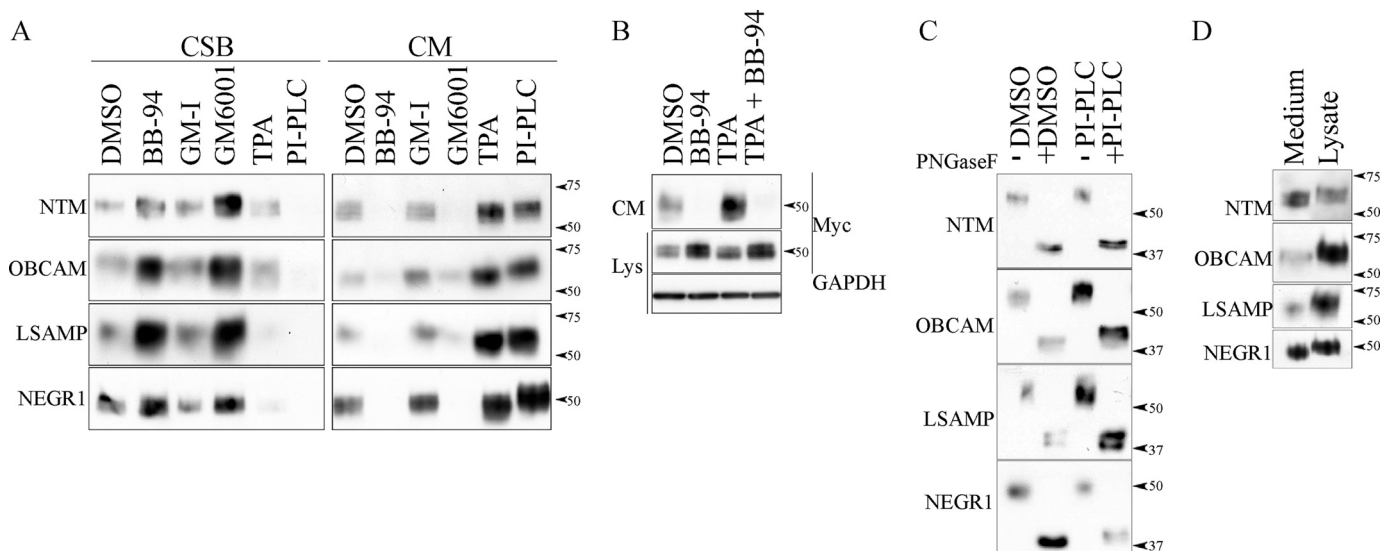 A
CSB
CM
DMSO
BB-94
GM-I
GM6001
TPA
PI-PLC
DMSO
BB-94
GM-I
GM6001
TPA
PI-PLC
NTM
75
50
OBCAM
75
50
LSAMP
75
50
NEGR1
50
B
DMSO
BB-94
TPA
TPA + BB-94
CM
50
Myc
Lys
50
GAPDH
C
PNGaseF
- DMSO
+DMSO
- PI-PLC
+PI-PLC
NTM
50
37
OBCAM
50
37
LSAMP
50
37
NEGR1
50
37
D
Medium
Lysate
NTM
75
50
OBCAM
75
50
LSAMP
75
50
NEGR1
50